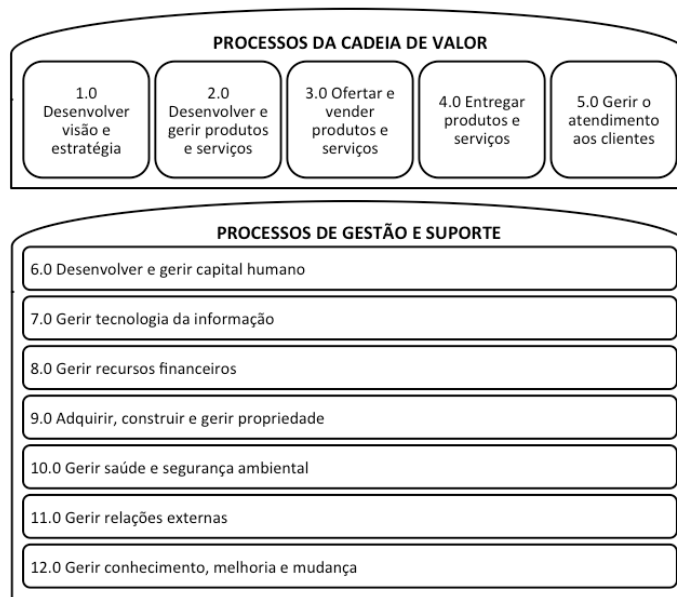 PROCESSOS DA CADEIA DE VALOR
1.0
Desenvolver
visão e
estratégia
2.0
Desenvolver e
gerir produtos
e serviços
3.0 Ofertar e
vender
produtos e
serviços
4.0 Entregar
produtos e
serviços
5.0 Gerir o
atendimento
aos clientes
PROCESSOS DE GESTÃO E SUPORTE
6.0 Desenvolver e gerir capital humano
7.0 Gerir tecnologia da informação
8.0 Gerir recursos financeiros
9.0 Adquirir, construir e gerir propriedade
10.0 Gerir saúde e segurança ambiental
11.0 Gerir relações externas
12.0 Gerir conhecimento, melhoria e mudança